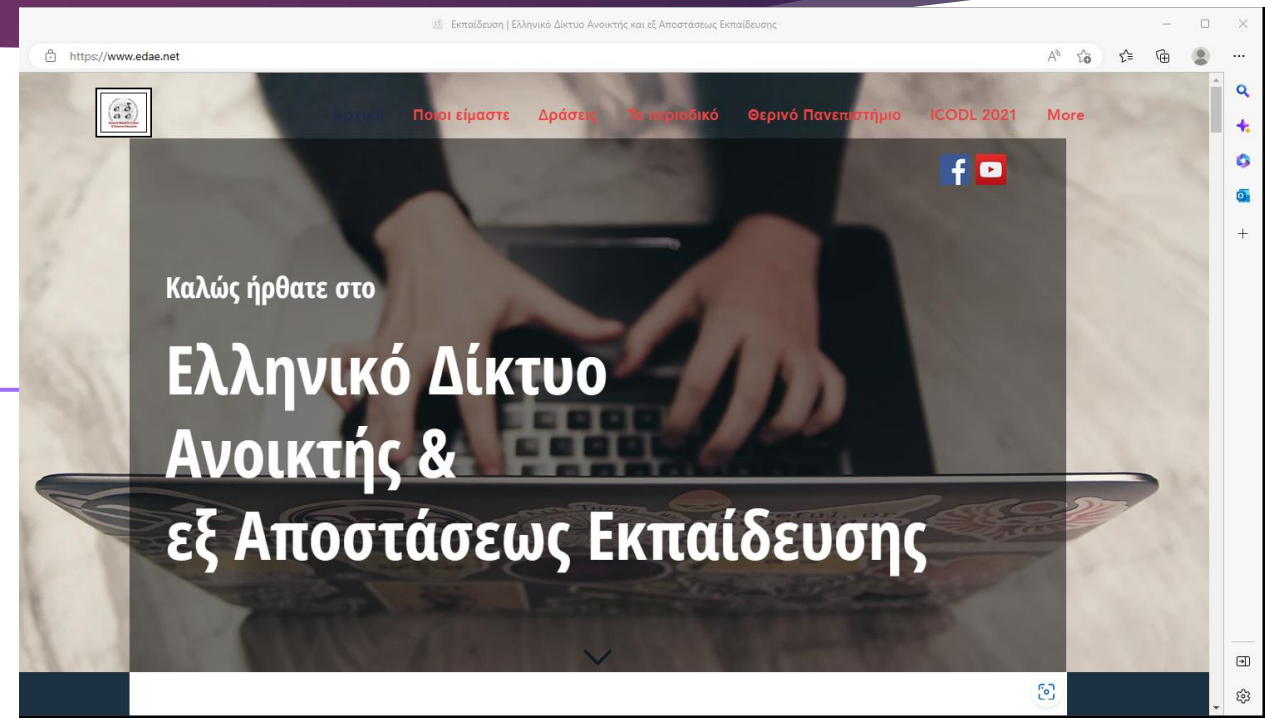 Εκπαίδευση | Ελληνικό Δίκτυο Ανοικτής και εξ Αποστάσεως Εκπαίδευσης
https://www.edae.net
Αρχική Ποιοι είμαστε Δράσεις Το περιοδικό Θερινό Πανεπιστήμιο ICODL 2021 More
Καλώς ήρθατε στο
Ελληνικό Δίκτυο
Ανοικτής &
εξ Αποστάσεως Εκπαίδευσης